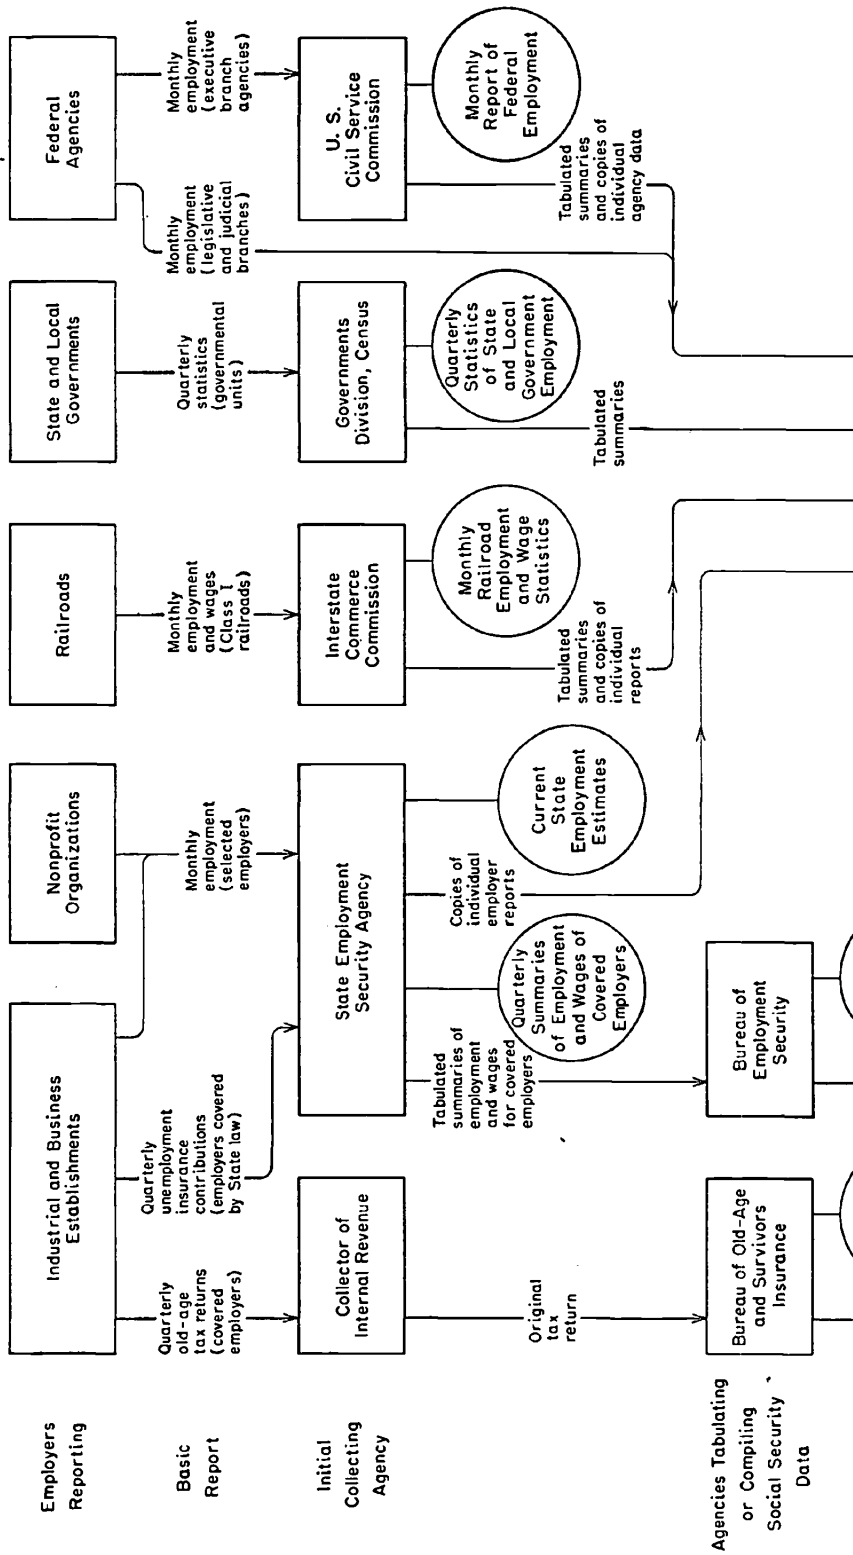 Employers
Reporting
Industrial and Business
Establishments
Nonprofit
Organizations
Railroads
State and Local
Governments
Federal
Agencies
Basic
Report
Quarterly
old-age
tax returns
(covered
employers)
Quarterly
unemployment
insurance
contributions
(employers covered
by State law)
Monthly
employment
(selected
employers)
Monthly
employment
and wages
(Class I
railroads)
Quarterly
statistics
(governmental
units)
Monthly
employment
(legislative
and judicial
branches)
Monthly
employment
(executive
branch
agencies)
Initial
Collecting
Agency
Collector of
Internal Revenue
State Employment
Security Agency
Interstate
Commerce
Commission
Governments
Division, Census
U. S.
Civil Service
Commission
Original
tax
return
Tabulated
summaries of
employment
and wages
for covered
employers
Quarterly
Summaries
of Employment
and Wages of
Covered
Employers
Copies of
individual
employer
reports
Current
State
Employment
Estimates
Tabulated
summaries
and copies of
individual
reports
Monthly
Railroad
Employment
and Wage
Statistics
Tabulated
summaries
Quarterly
Statistics
of State
and Local
Government
Employment
Tabulated
summaries
and copies of
individual
agency data
Monthly
Report of
Federal
Employment
Agencies Tabulating
or Compiling
Social Security
Data
Bureau of Old-Age
and Survivors
Insurance
Bureau of
Employment
Security